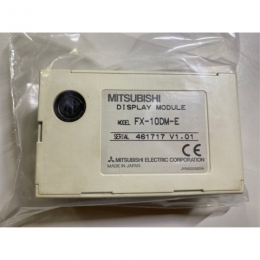 MITSUBISHI
DISPLAY MODULE
MODEL FX-10DM-E
SERIAL 461717 V1.01
MITSUBISHI ELECTRIC CORPORATION
MADE IN JAPAN
CE